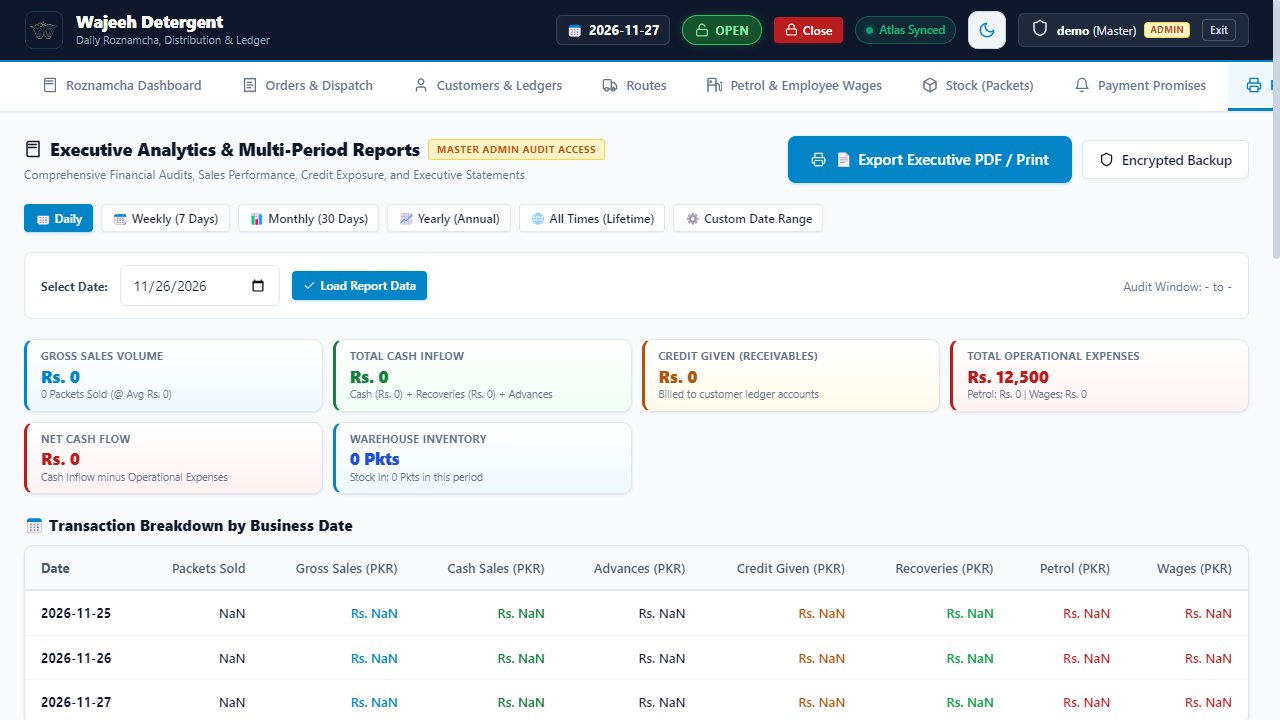 Wajeeh Detergent
Daily Roznamcha, Distribution & Ledger
2026-11-27
OPEN
Close
Atlas Synced
demo (Master) ADMIN Exit
Roznamcha Dashboard
Orders & Dispatch
Customers & Ledgers
Routes
Petrol & Employee Wages
Stock (Packets)
Payment Promises
Executive Analytics & Multi-Period Reports MASTER ADMIN AUDIT ACCESS
Comprehensive Financial Audits, Sales Performance, Credit Exposure, and Executive Statements
Export Executive PDF / Print
Encrypted Backup
Daily
Weekly (7 Days)
Monthly (30 Days)
Yearly (Annual)
All Times (Lifetime)
Custom Date Range
Select Date: 11/26/2026 Load Report Data
Audit Window: - to -
GROSS SALES VOLUME
Rs. 0
0 Packets Sold (@ Avg Rs. 0)
TOTAL CASH INFLOW
Rs. 0
Cash (Rs. 0) + Recoveries (Rs. 0) + Advances
CREDIT GIVEN (RECEIVABLES)
Rs. 0
Billed to customer ledger accounts
TOTAL OPERATIONAL EXPENSES
Rs. 12,500
Petrol: Rs. 0 | Wages: Rs. 0
NET CASH FLOW
Rs. 0
Cash Inflow minus Operational Expenses
WAREHOUSE INVENTORY
0 Pkts
Stock In: 0 Pkts in this period
Transaction Breakdown by Business Date
Date Packets Sold Gross Sales (PKR) Cash Sales (PKR) Advances (PKR) Credit Given (PKR) Recoveries (PKR) Petrol (PKR) Wages (PKR)
2026-11-25 NaN Rs. NaN Rs. NaN Rs. NaN Rs. NaN Rs. NaN Rs. NaN Rs. NaN
2026-11-26 NaN Rs. NaN Rs. NaN Rs. NaN Rs. NaN Rs. NaN Rs. NaN Rs. NaN
2026-11-27 NaN Rs. NaN Rs. NaN Rs. NaN Rs. NaN Rs. NaN Rs. NaN Rs. NaN